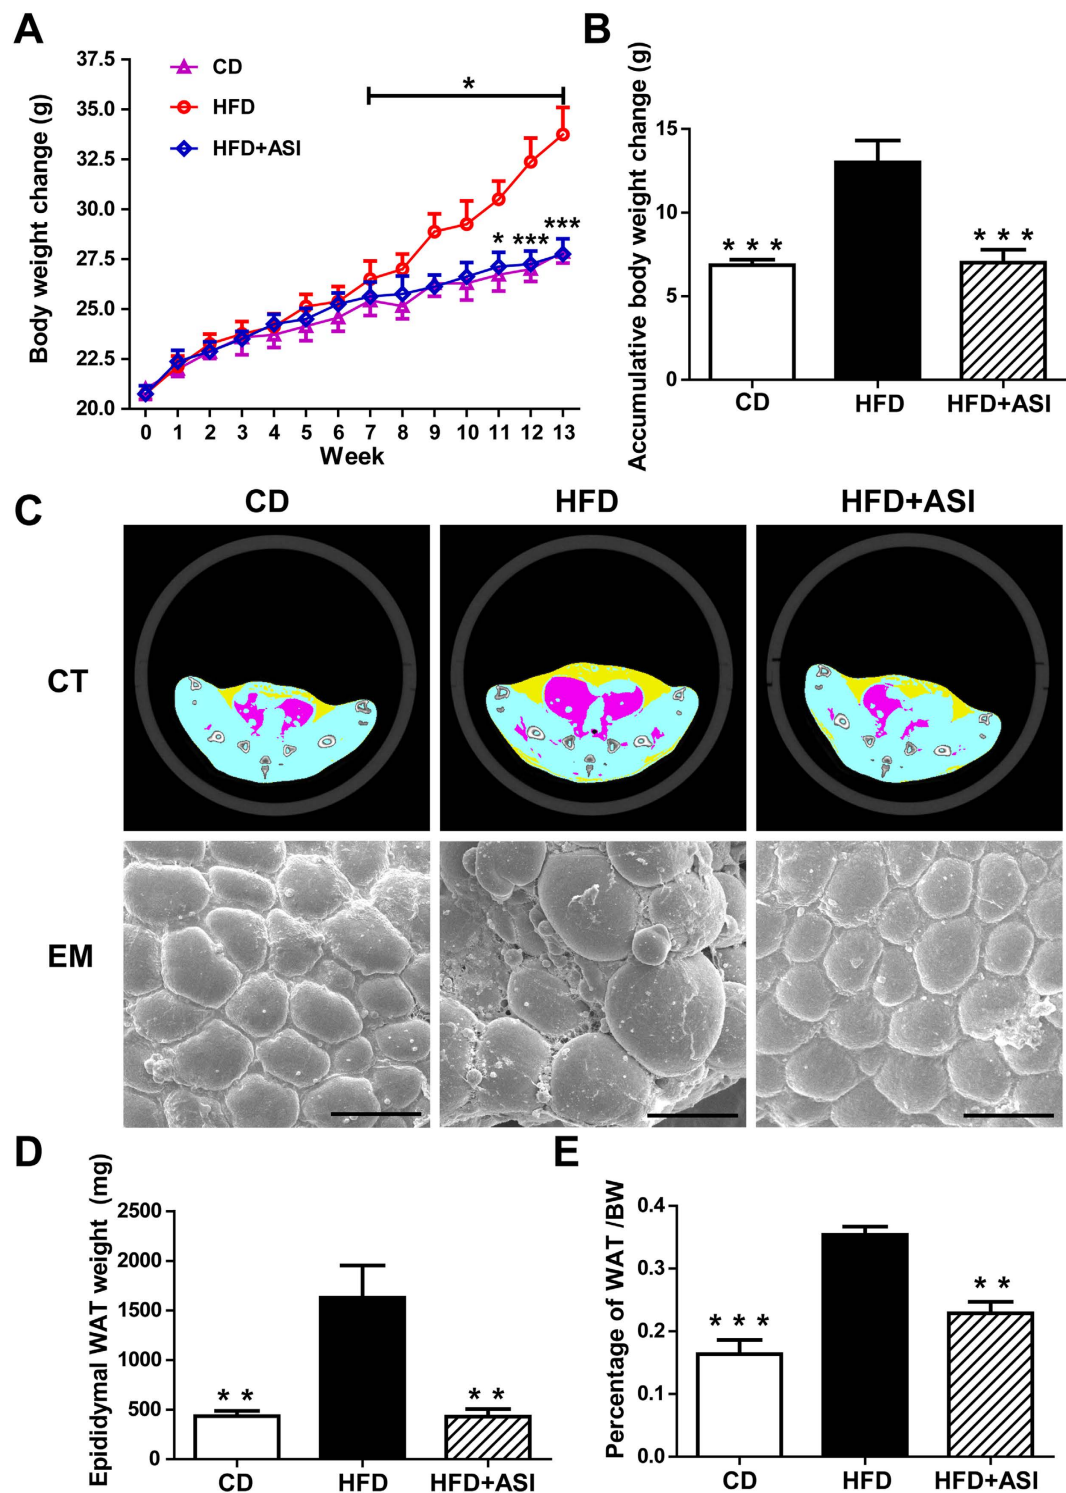 A
Body weight change (g)
37.5
35.0
32.5
30.0
27.5
25.0
22.5
20.0
CD
HFD
HFD+ASI
*
* *** ***
0 1 2 3 4 5 6 7 8 9 10 11 12 13
Week
B
Accumulative body weight change (g)
15
10
5
0
* * *
* * *
CD HFD HFD+ASI
C
CD HFD HFD+ASI
CT
EM
D
Epididymal WAT weight (mg)
2500
2000
1500
1000
500
0
* * * *
CD HFD HFD+ASI
E
Percentage of WAT /BW
0.4
0.3
0.2
0.1
0.0
* * *
* *
CD HFD HFD+ASI